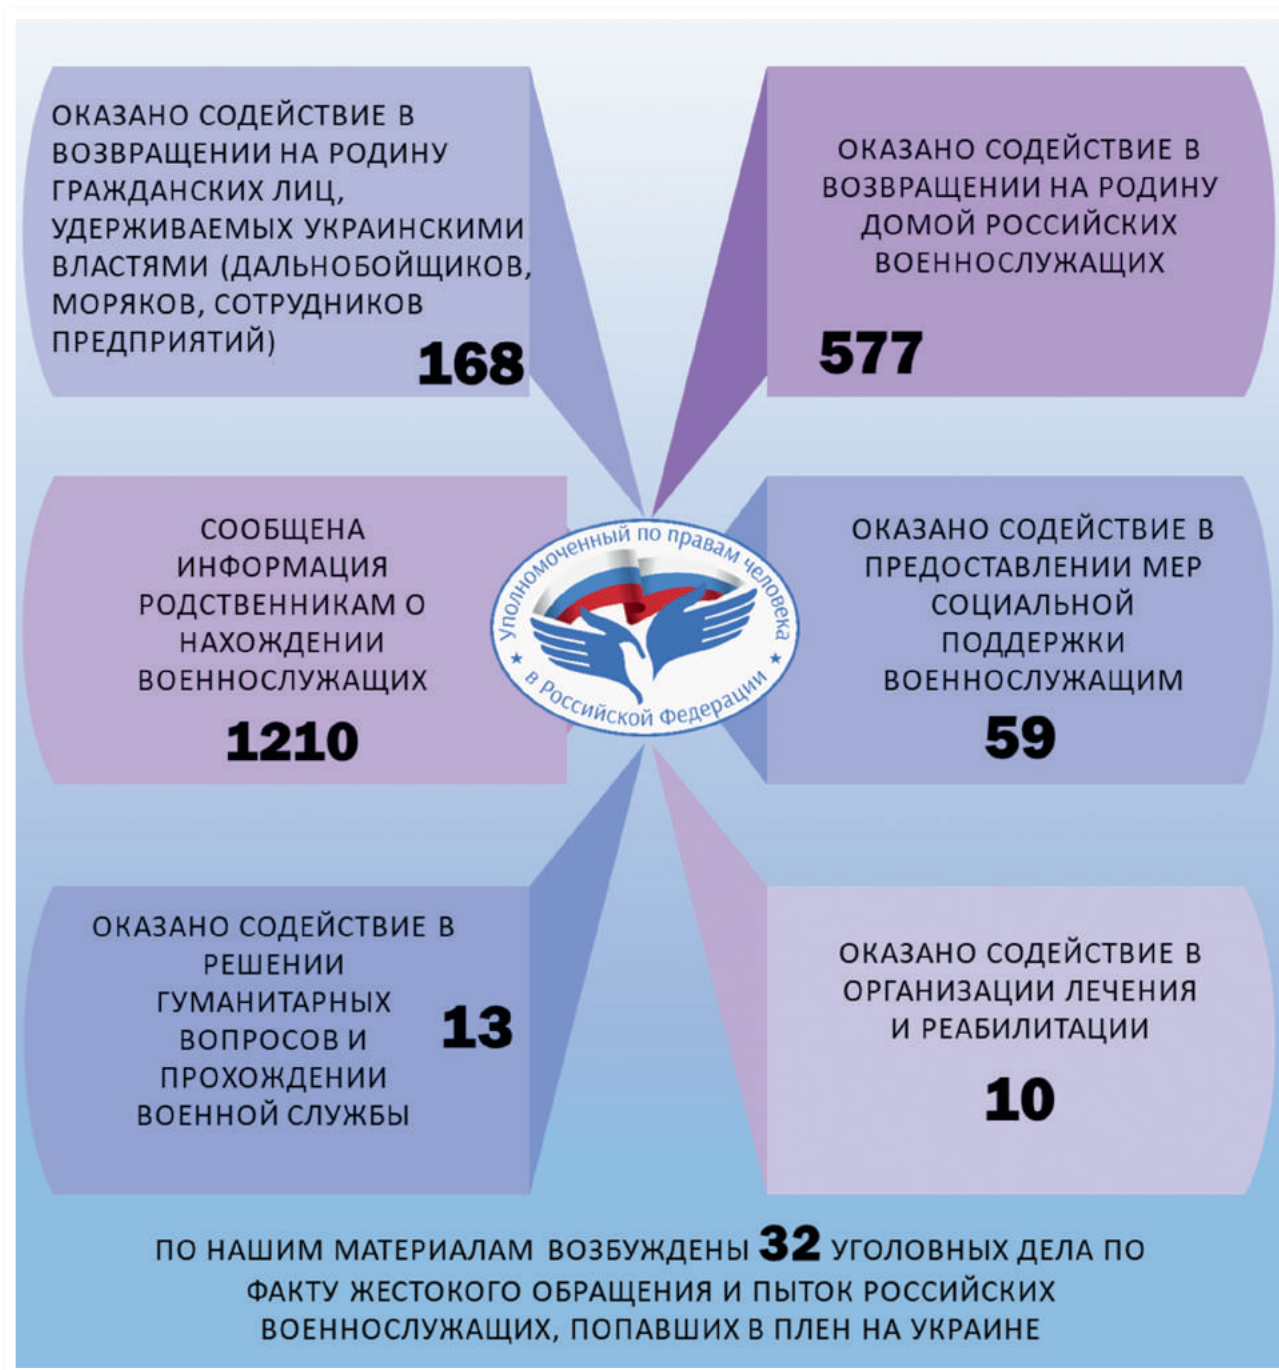 ОКАЗАНО СОДЕЙСТВИЕ В
ВОЗВРАЩЕНИИ НА РОДИНУ
ГРАЖДАНСКИХ ЛИЦ,
УДЕРЖИВАЕМЫХ УКРАИНСКИМИ
ВЛАСТЯМИ (ДАЛЬНОБОЙЩИКОВ,
МОРЯКОВ, СОТРУДНИКОВ
ПРЕДПРИЯТИЙ)
168
ОКАЗАНО СОДЕЙСТВИЕ В
ВОЗВРАЩЕНИИ НА РОДИНУ
ДОМОЙ РОССИЙСКИХ
ВОЕННОСЛУЖАЩИХ
577
СООБЩЕНА
ИНФОРМАЦИЯ
РОДСТВЕННИКАМ О
НАХОЖДЕНИИ
ВОЕННОСЛУЖАЩИХ
1210
Уполномоченный по правам человека
в Российской Федерации
ОКАЗАНО СОДЕЙСТВИЕ В
ПРЕДОСТАВЛЕНИИ МЕР
СОЦИАЛЬНОЙ
ПОДДЕРЖКИ
ВОЕННОСЛУЖАЩИМ
59
ОКАЗАНО СОДЕЙСТВИЕ В
РЕШЕНИИ
ГУМАНИТАРНЫХ
ВОПРОСОВ И
ПРОХОЖДЕНИИ
ВОЕННОЙ СЛУЖБЫ
13
ОКАЗАНО СОДЕЙСТВИЕ В
ОРГАНИЗАЦИИ ЛЕЧЕНИЯ
И РЕАБИЛИТАЦИИ
10
ПО НАШИМ МАТЕРИАЛАМ ВОЗБУЖДЕНЫ 32 УГОЛОВНЫХ ДЕЛА ПО
ФАКТУ ЖЕСТОКОГО ОБРАЩЕНИЯ И ПЫТОК РОССИЙСКИХ
ВОЕННОСЛУЖАЩИХ, ПОПАВШИХ В ПЛЕН НА УКРАИНЕ